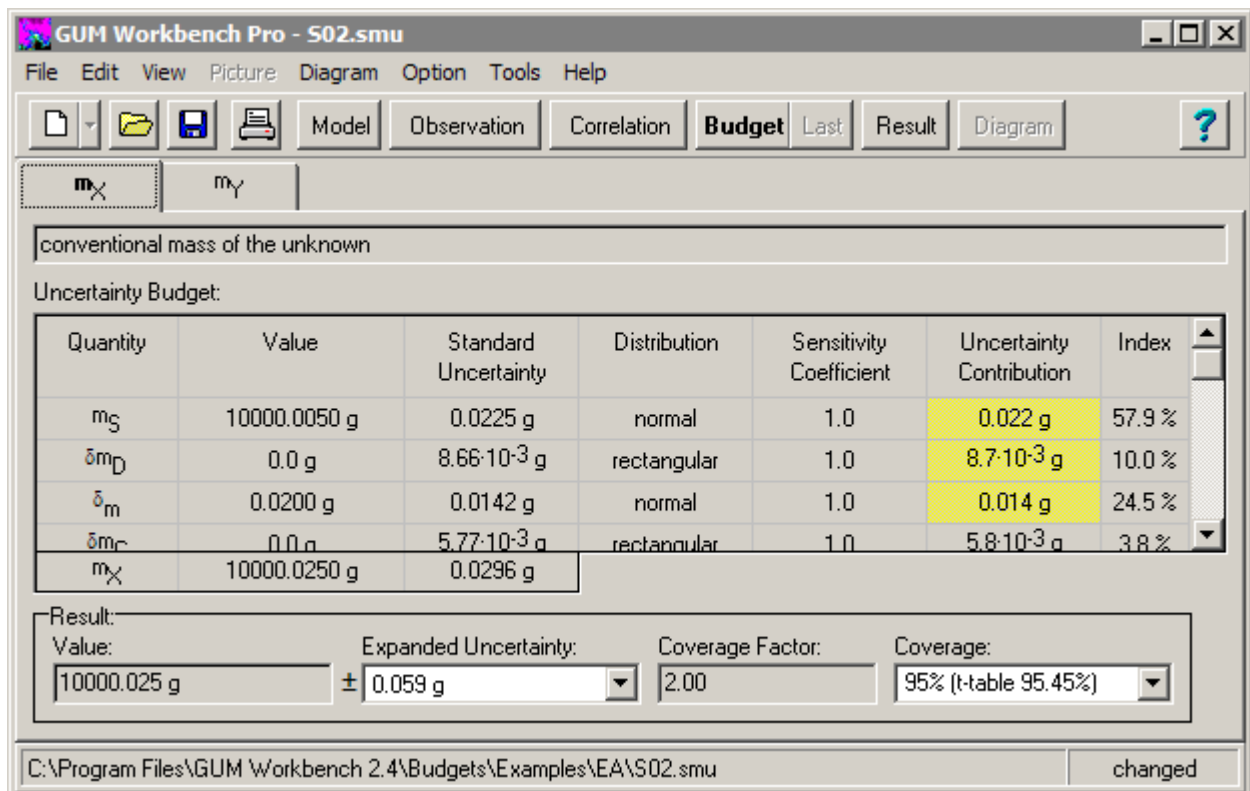 GUM Workbench Pro - S02.smu
File Edit View Picture Diagram Option Tools Help
Model Observation Correlation Budget Last Result Diagram ?
mX mY
conventional mass of the unknown
Uncertainty Budget:
Quantity Value Standard Uncertainty Distribution Sensitivity Coefficient Uncertainty Contribution Index
mS 10000.0050 g 0.0225 g normal 1.0 0.022 g 57.9 %
δmD 0.0 g 8.66·10-3 g rectangular 1.0 8.7·10-3 g 10.0 %
δm 0.0200 g 0.0142 g normal 1.0 0.014 g 24.5 %
δmC 0.0 g 5.77·10-3 g rectangular 1.0 5.8·10-3 g 3.8 %
mX 10000.0250 g 0.0296 g
Result:
Value: Expanded Uncertainty: Coverage Factor: Coverage:
10000.025 g ± 0.059 g 2.00 95% (t-table 95.45%)
C:\Program Files\GUM Workbench 2.4\Budgets\Examples\EA\S02.smu changed